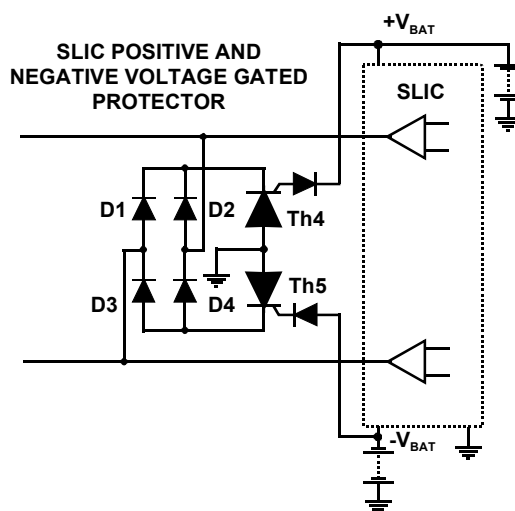 +VBAT
SLIC POSITIVE AND
NEGATIVE VOLTAGE GATED
PROTECTOR
SLIC
D1
D2
Th4
D3
D4
Th5
-VBAT